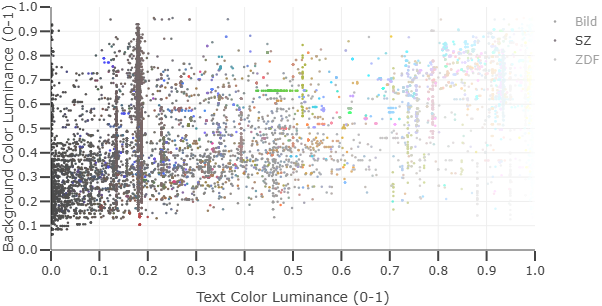 1.0
0.9
0.8
0.7
0.6
0.5
0.4
0.3
0.2
0.1
0.0
Background Color Luminance (0-1)
0.0 0.1 0.2 0.3 0.4 0.5 0.6 0.7 0.8 0.9 1.0
Text Color Luminance (0-1)
Bild
SZ
ZDF